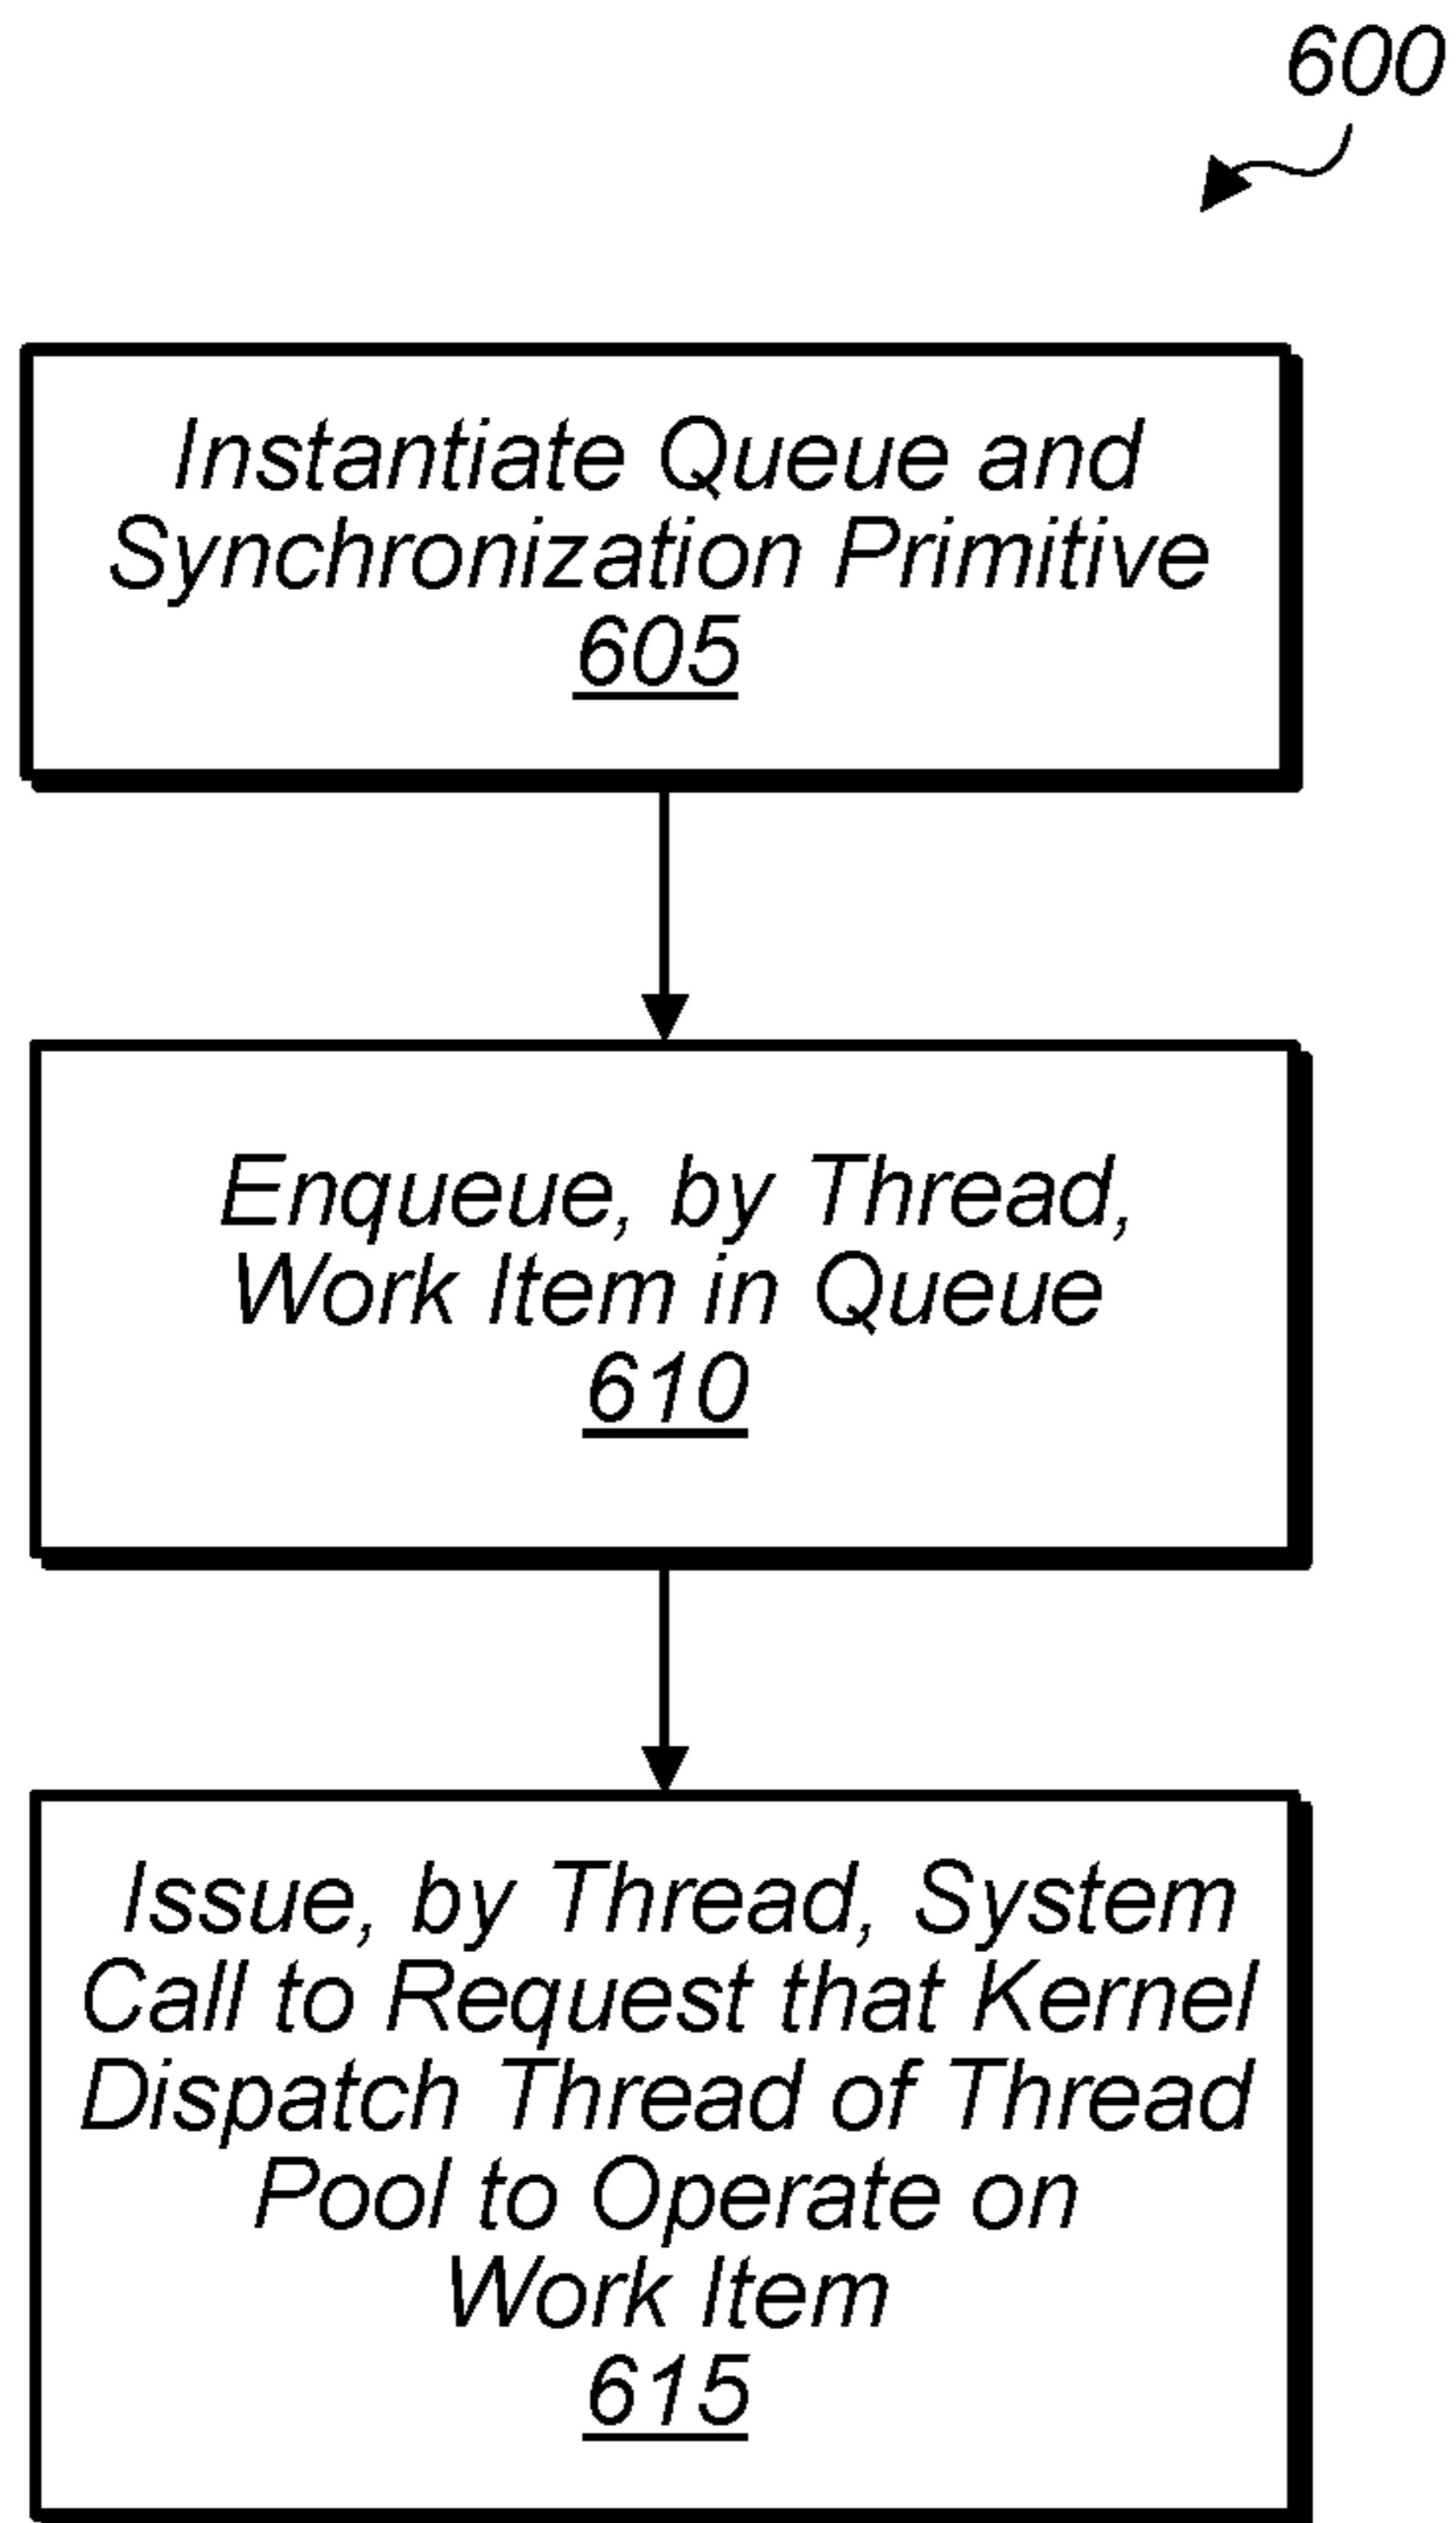 600
Instantiate Queue and
Synchronization Primitive
605
Enqueue, by Thread,
Work Item in Queue
610
Issue, by Thread, System
Call to Request that Kernel
Dispatch Thread of Thread
Pool to Operate on
Work Item
615